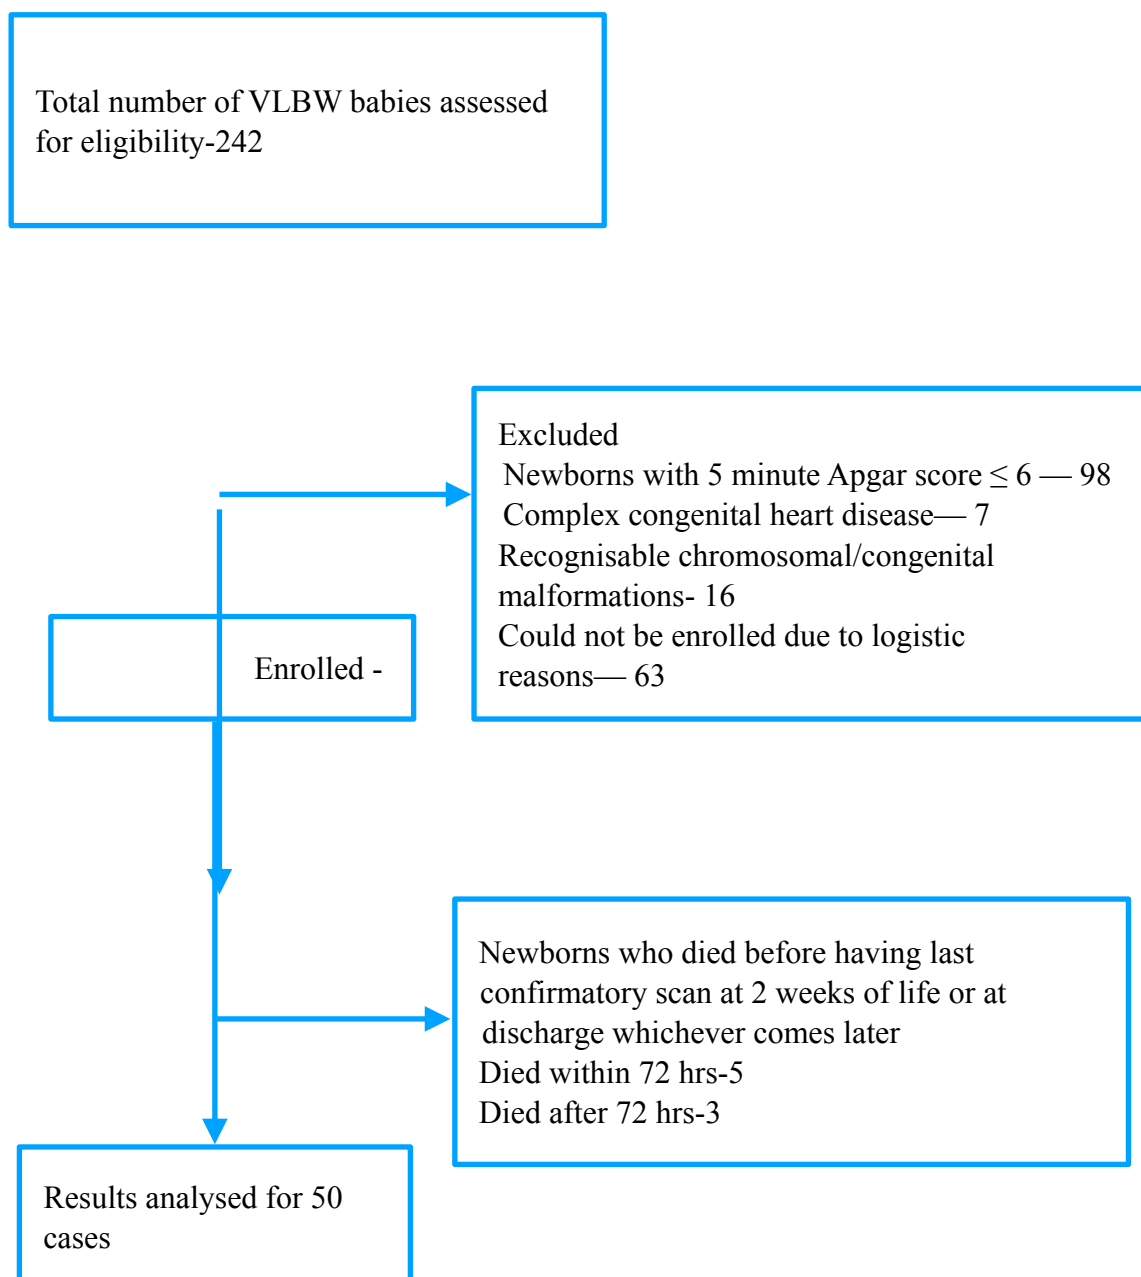 Total number of VLBW babies assessed
for eligibility-242
Excluded
Newborns with 5 minute Apgar score ≤ 6 — 98
Complex congenital heart disease— 7
Recognisable chromosomal/congenital
malformations- 16
Could not be enrolled due to logistic
reasons— 63
Enrolled -
Newborns who died before having last
confirmatory scan at 2 weeks of life or at
discharge whichever comes later
Died within 72 hrs-5
Died after 72 hrs-3
Results analysed for 50
cases